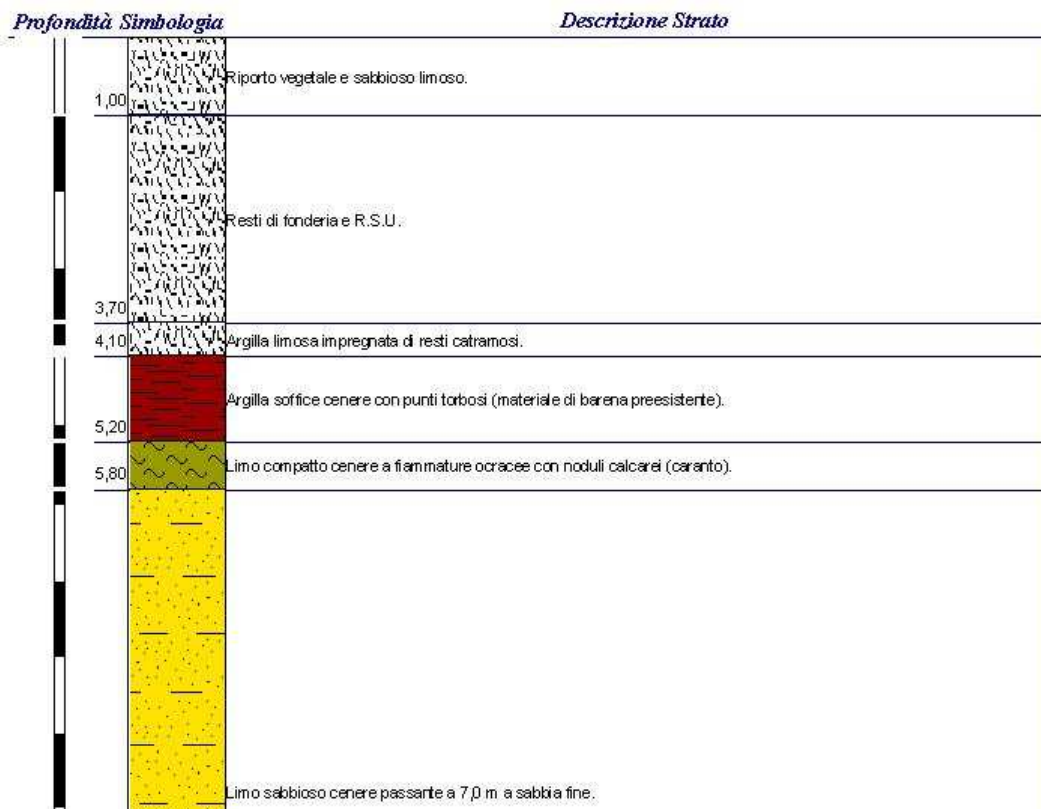 Profondità Simbologia Descrizione Strato
1,00 Riporto vegetale e sabbioso limoso.
Resti di fonderia e R.S.U.
3,70
4,10 Argilla limosa impregnata di resti catramosi.
Argilla soffice cenere con punti torbosi (materiale di barena preesistente).
5,20
5,80 Limo compatto cenere a fiammature ocracee con noduli calcarei (caranto).
Limo sabbioso cenere passante a 7,0 m a sabbia fine.